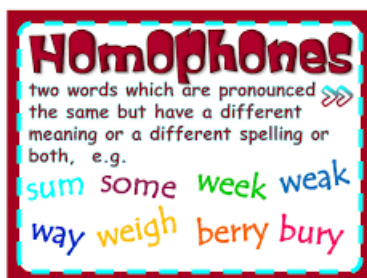 Homophones
two words which are pronounced
the same but have a different
meaning or a different spelling or
both, e.g.
sum some week weak
way weigh berry bury